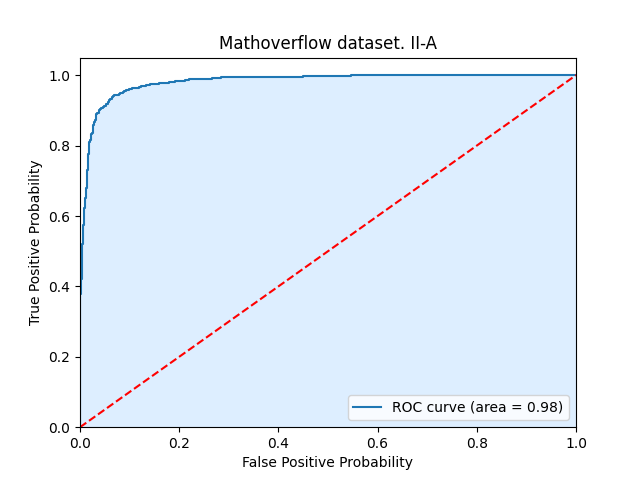 Mathoverflow dataset. II-A
True Positive Probability
1.0
0.8
0.6
0.4
0.2
0.0
0.0 0.2 0.4 0.6 0.8 1.0
False Positive Probability
ROC curve (area = 0.98)